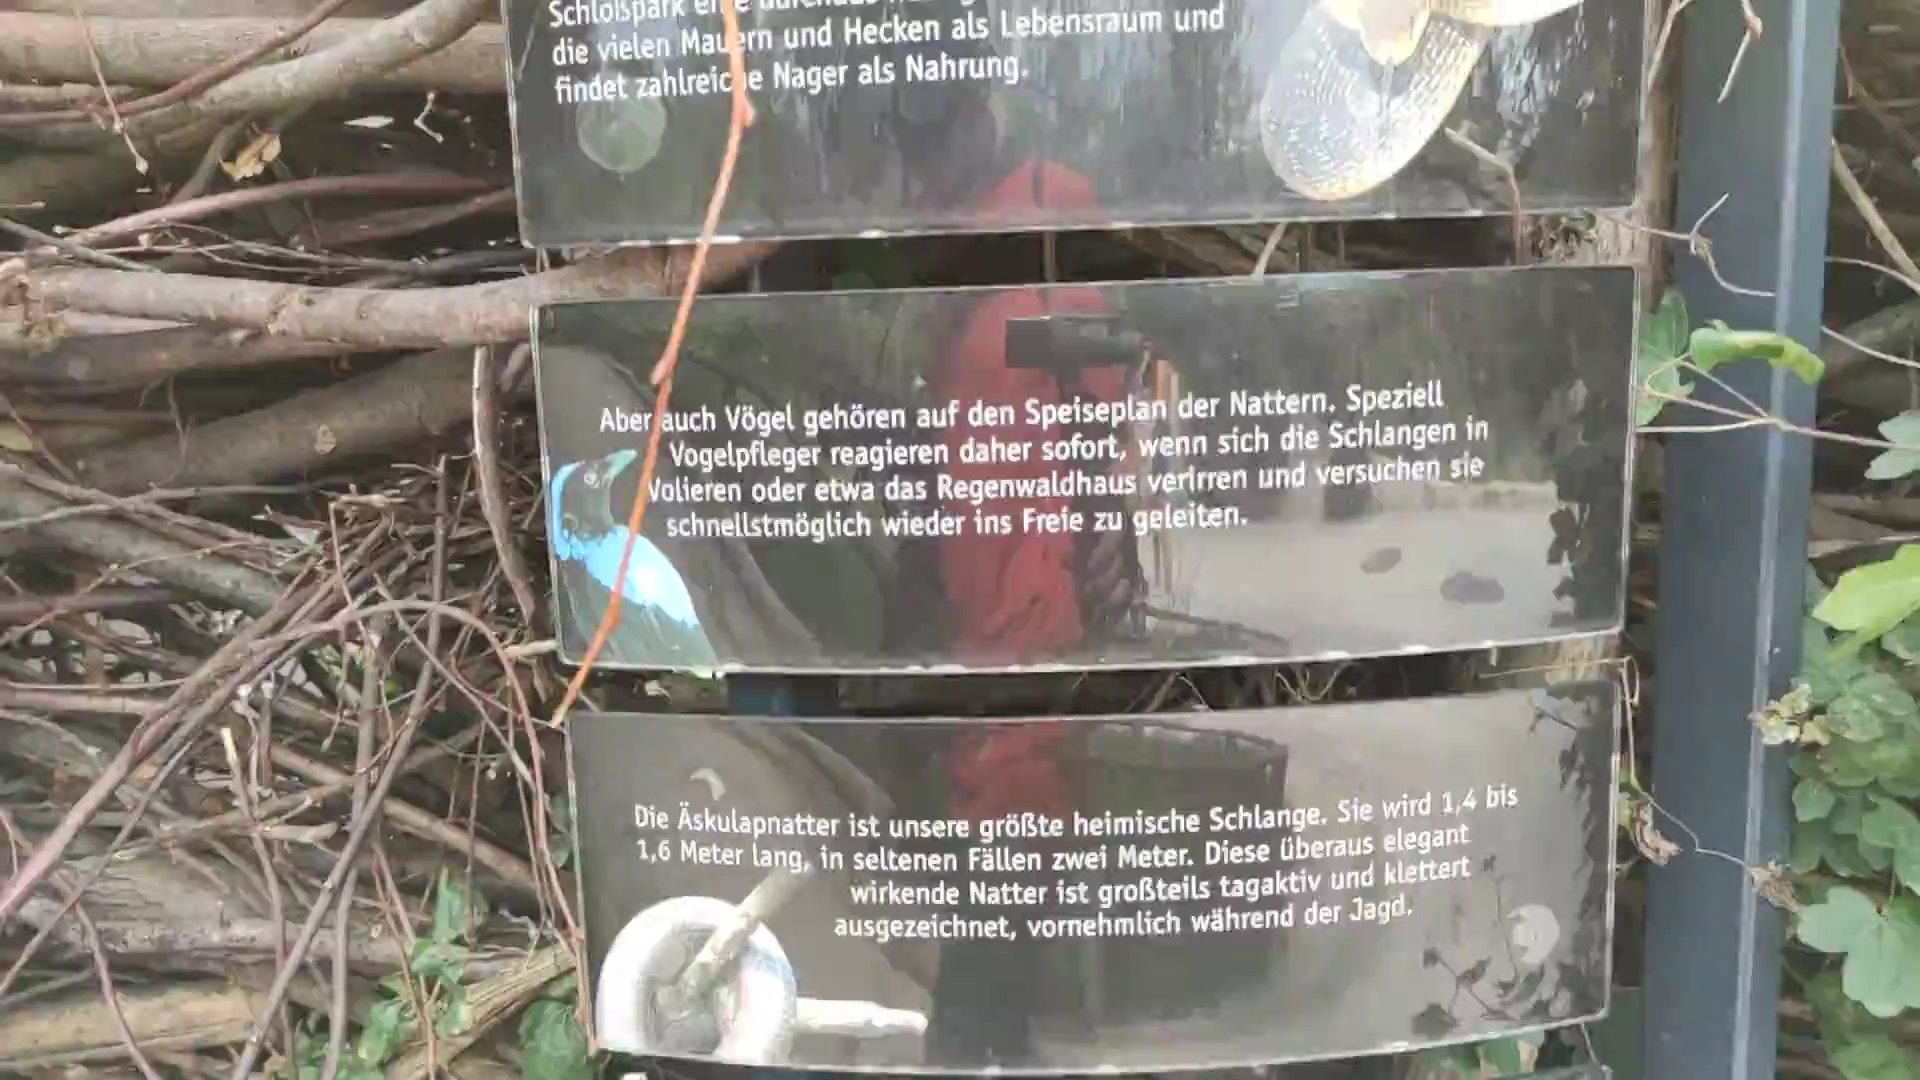 Schloßpark eine durchaus
die vielen Mauern und Hecken als Lebensraum und
findet zahlreiche Nager als Nahrung.
Aber auch Vögel gehören auf den Speiseplan der Nattern. Speziell
Vogelpfleger reagieren daher sofort, wenn sich die Schlangen in
Volieren oder etwa das Regenwaldhaus verirren und versuchen sie
schnellstmöglich wieder ins Freie zu geleiten.
Die Äskulapnatter ist unsere größte heimische Schlange. Sie wird 1,4 bis
1,6 Meter lang, in seltenen Fällen zwei Meter. Diese überaus elegant
wirkende Natter ist großteils tagaktiv und klettert
ausgezeichnet, vornehmlich während der Jagd.